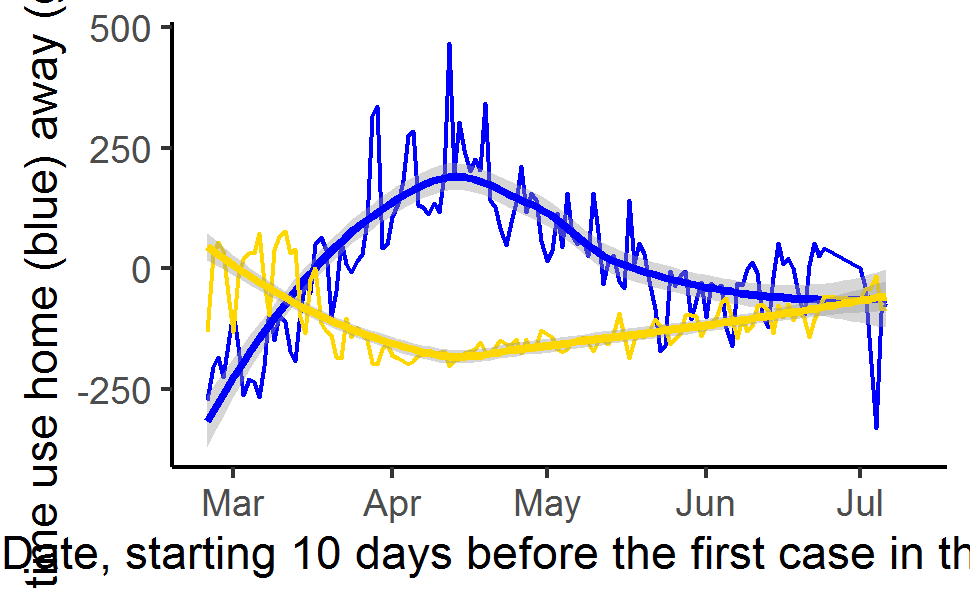 time use home (blue) away (
500
250
0
-250
Mar Apr May Jun Jul
Date, starting 10 days before the first case in th